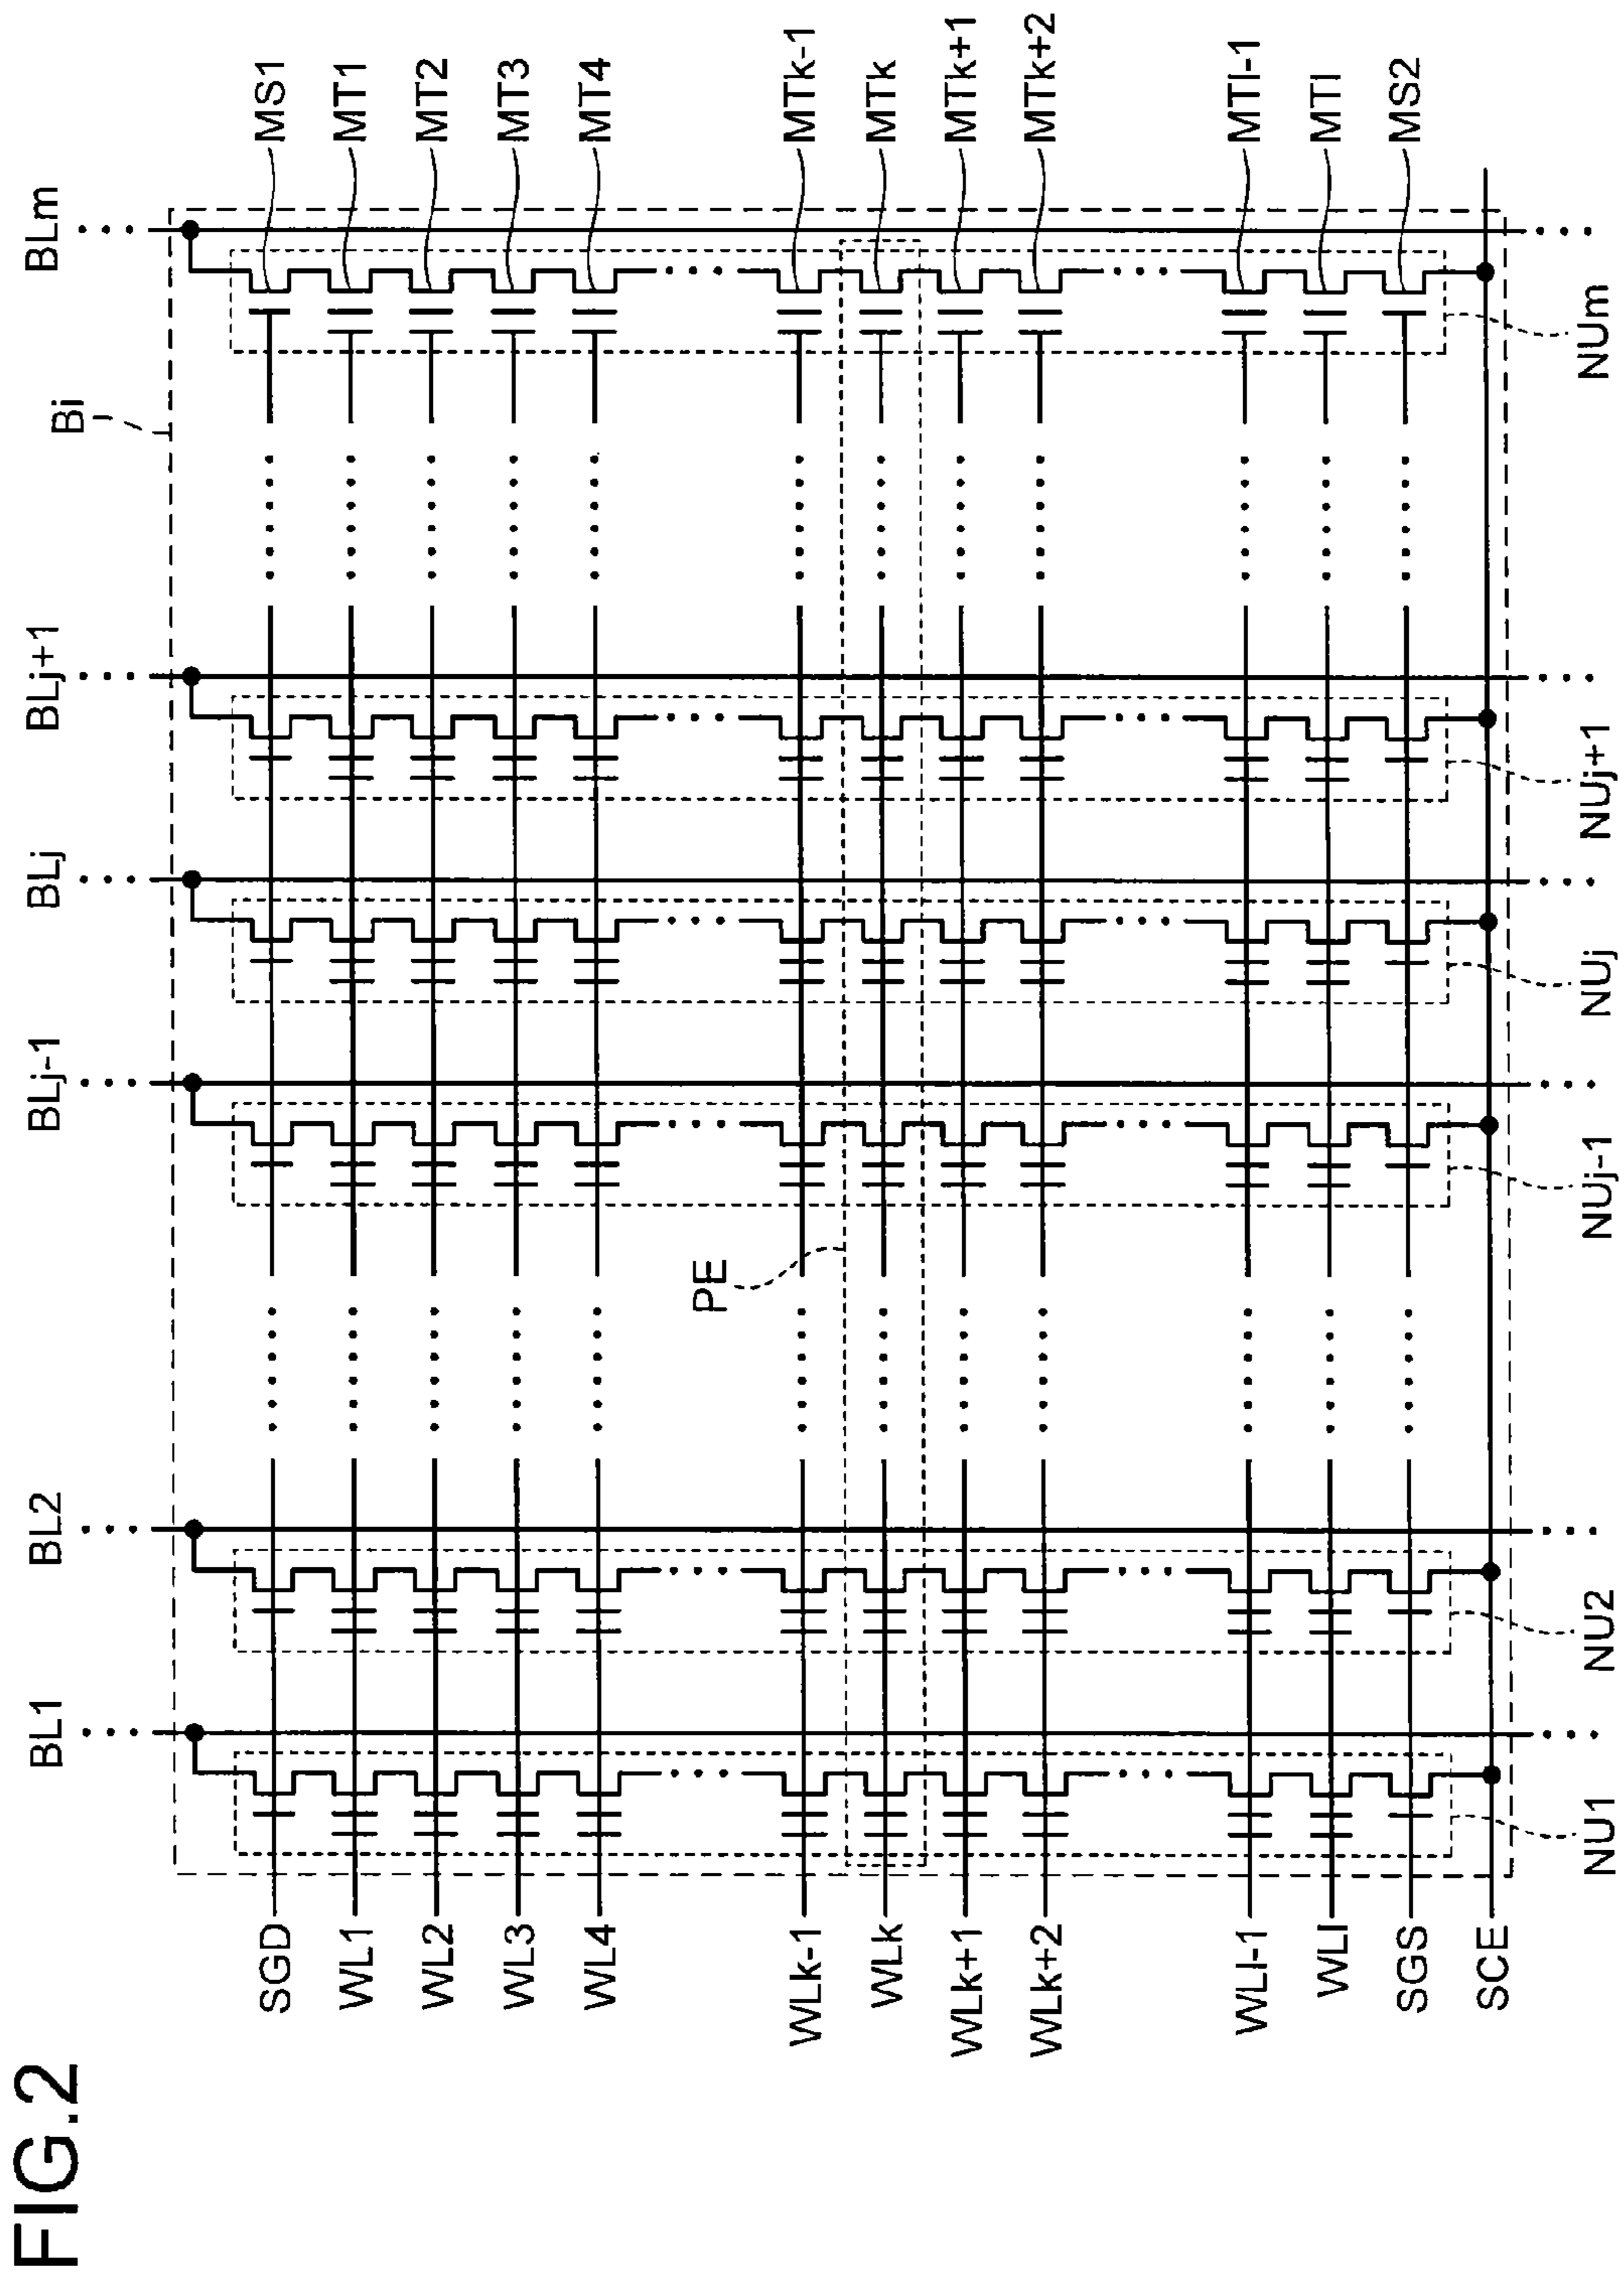 FIG.2
BL1
BL2
BLj-1
BLj
BLj+1
BLm
Bi
SGD
WL1
WL2
WL3
WL4
WLk-1
WLk
WLk+1
WLk+2
WLl-1
WLl
SGS
SCE
PE
MS1
MT1
MT2
MT3
MT4
MTk-1
MTk
MTk+1
MTk+2
MTl-1
MTl
MS2
NU1
NU2
NUj-1
NUj
NUj+1
NUm